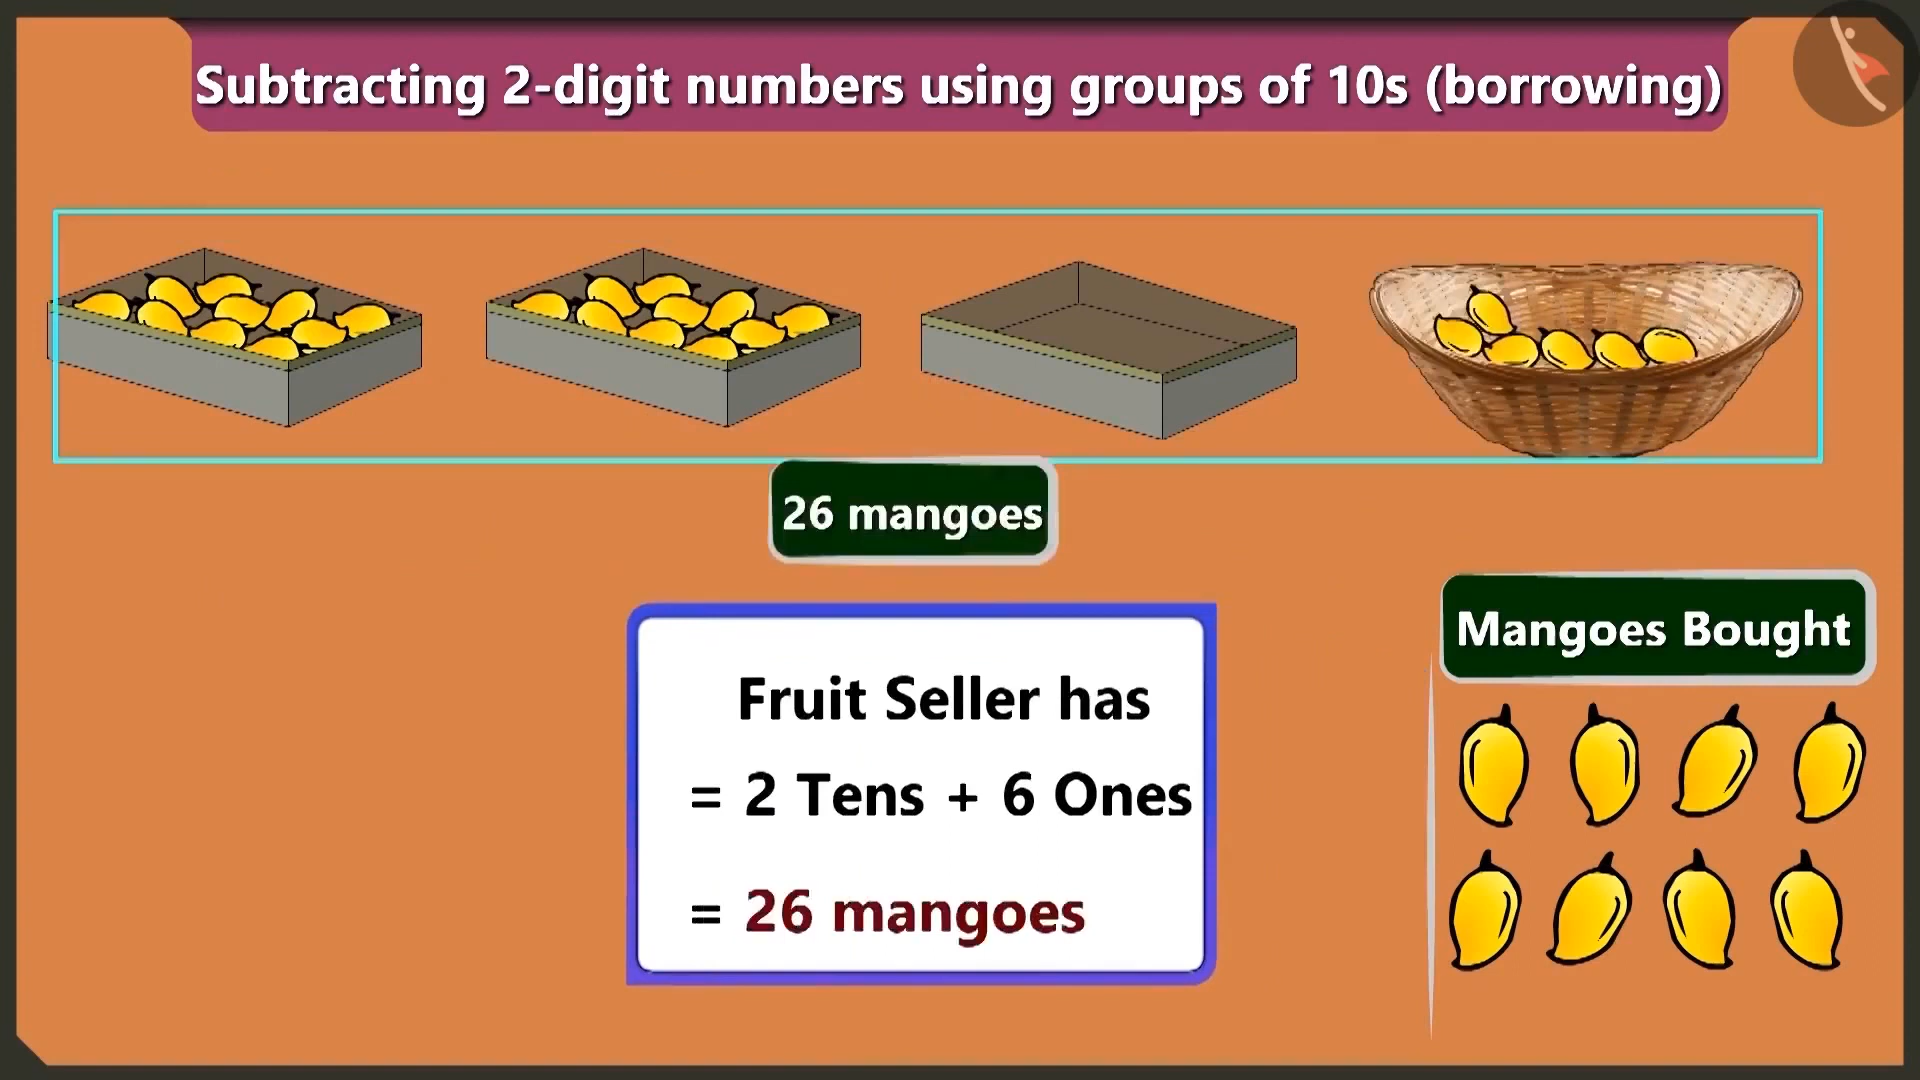 Subtracting 2-digit numbers using groups of 10s (borrowing)
26 mangoes
Mangoes Bought
Fruit Seller has
= 2 Tens + 6 Ones
= 26 mangoes